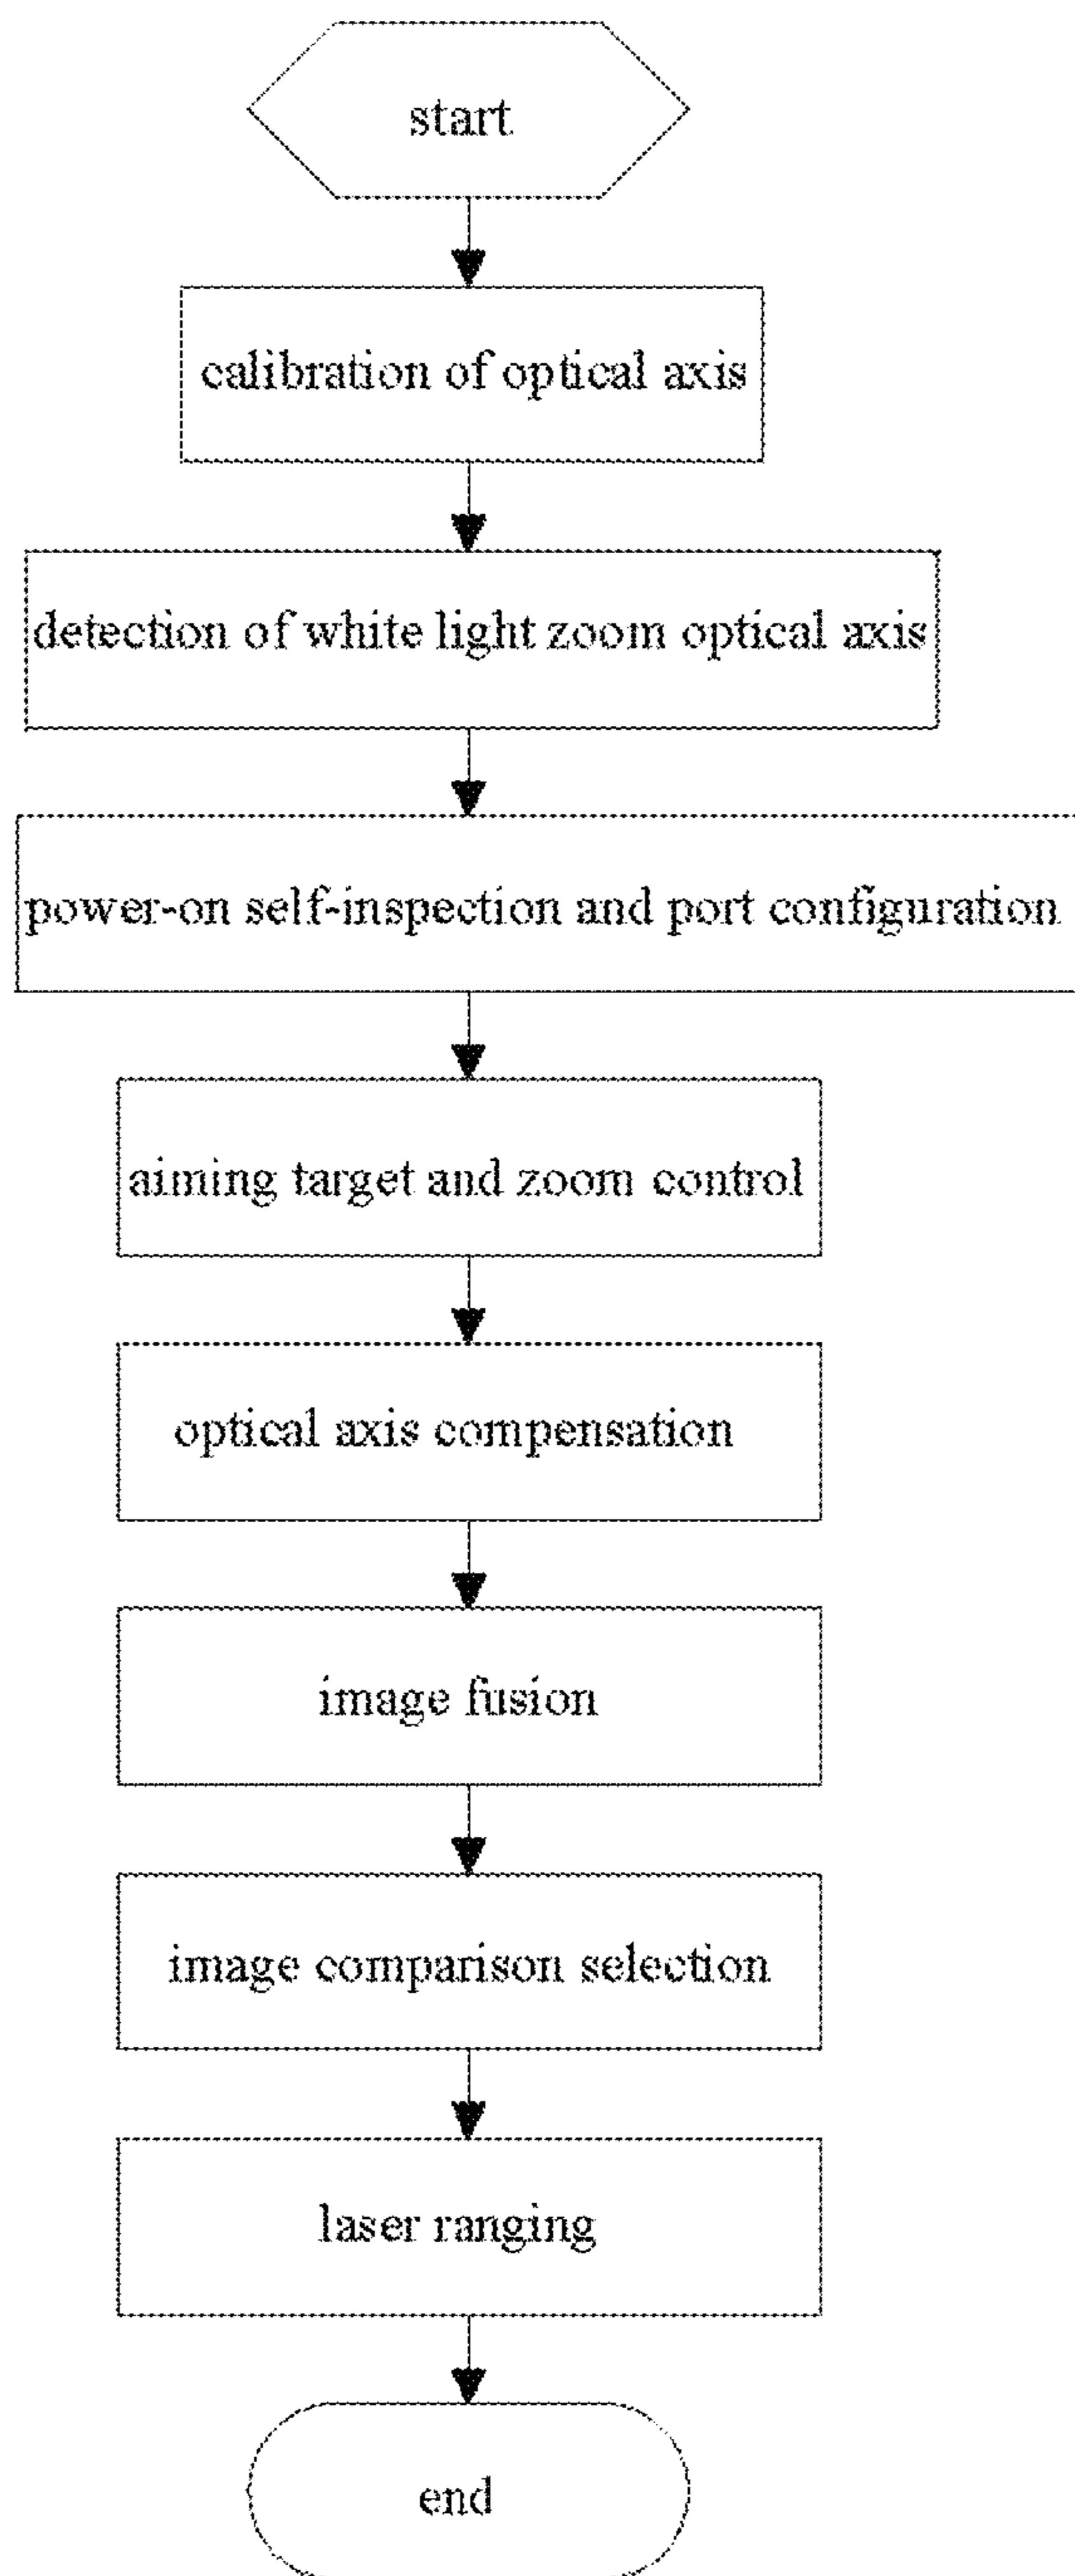 start
calibration of optical axis
detection of white light zoom optical axis
power-on self-inspection and port configuration
aiming target and zoom control
optical axis compensation
image fusion
image comparison selection
laser ranging
end